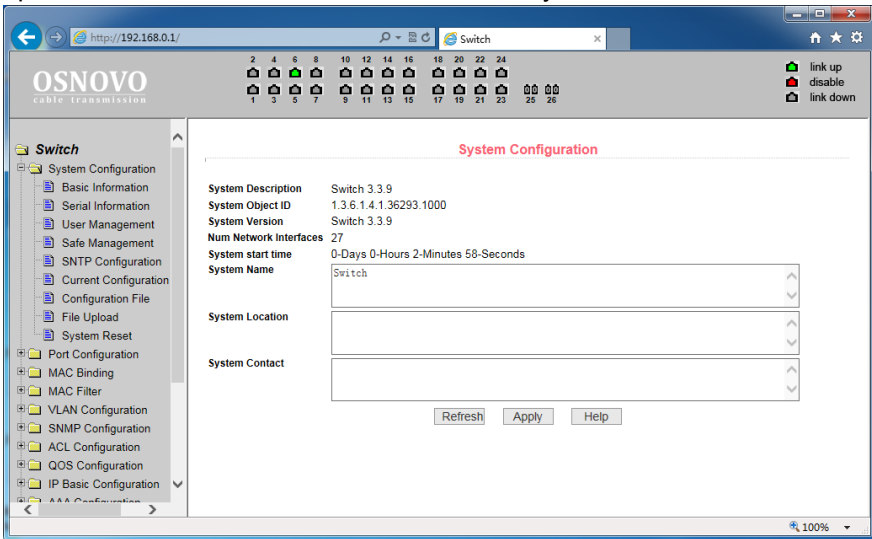 http://192.168.0.1/
Switch
OSNOVO
cable transmission
2 4 6 8 10 12 14 16 18 20 22 24
1 3 5 7 9 11 13 15 17 19 21 23 25 26
link up
disable
link down
Switch
System Configuration
Basic Information
Serial Information
User Management
Safe Management
SNTP Configuration
Current Configuration
Configuration File
File Upload
System Reset
Port Configuration
MAC Binding
MAC Filter
VLAN Configuration
SNMP Configuration
ACL Configuration
QOS Configuration
IP Basic Configuration
AAA Configuration
System Configuration
System Description Switch 3.3.9
System Object ID 1.3.6.1.4.1.36293.1000
System Version Switch 3.3.9
Num Network Interfaces 27
System start time 0-Days 0-Hours 2-Minutes 58-Seconds
System Name Switch
System Location
System Contact
Refresh Apply Help
100%